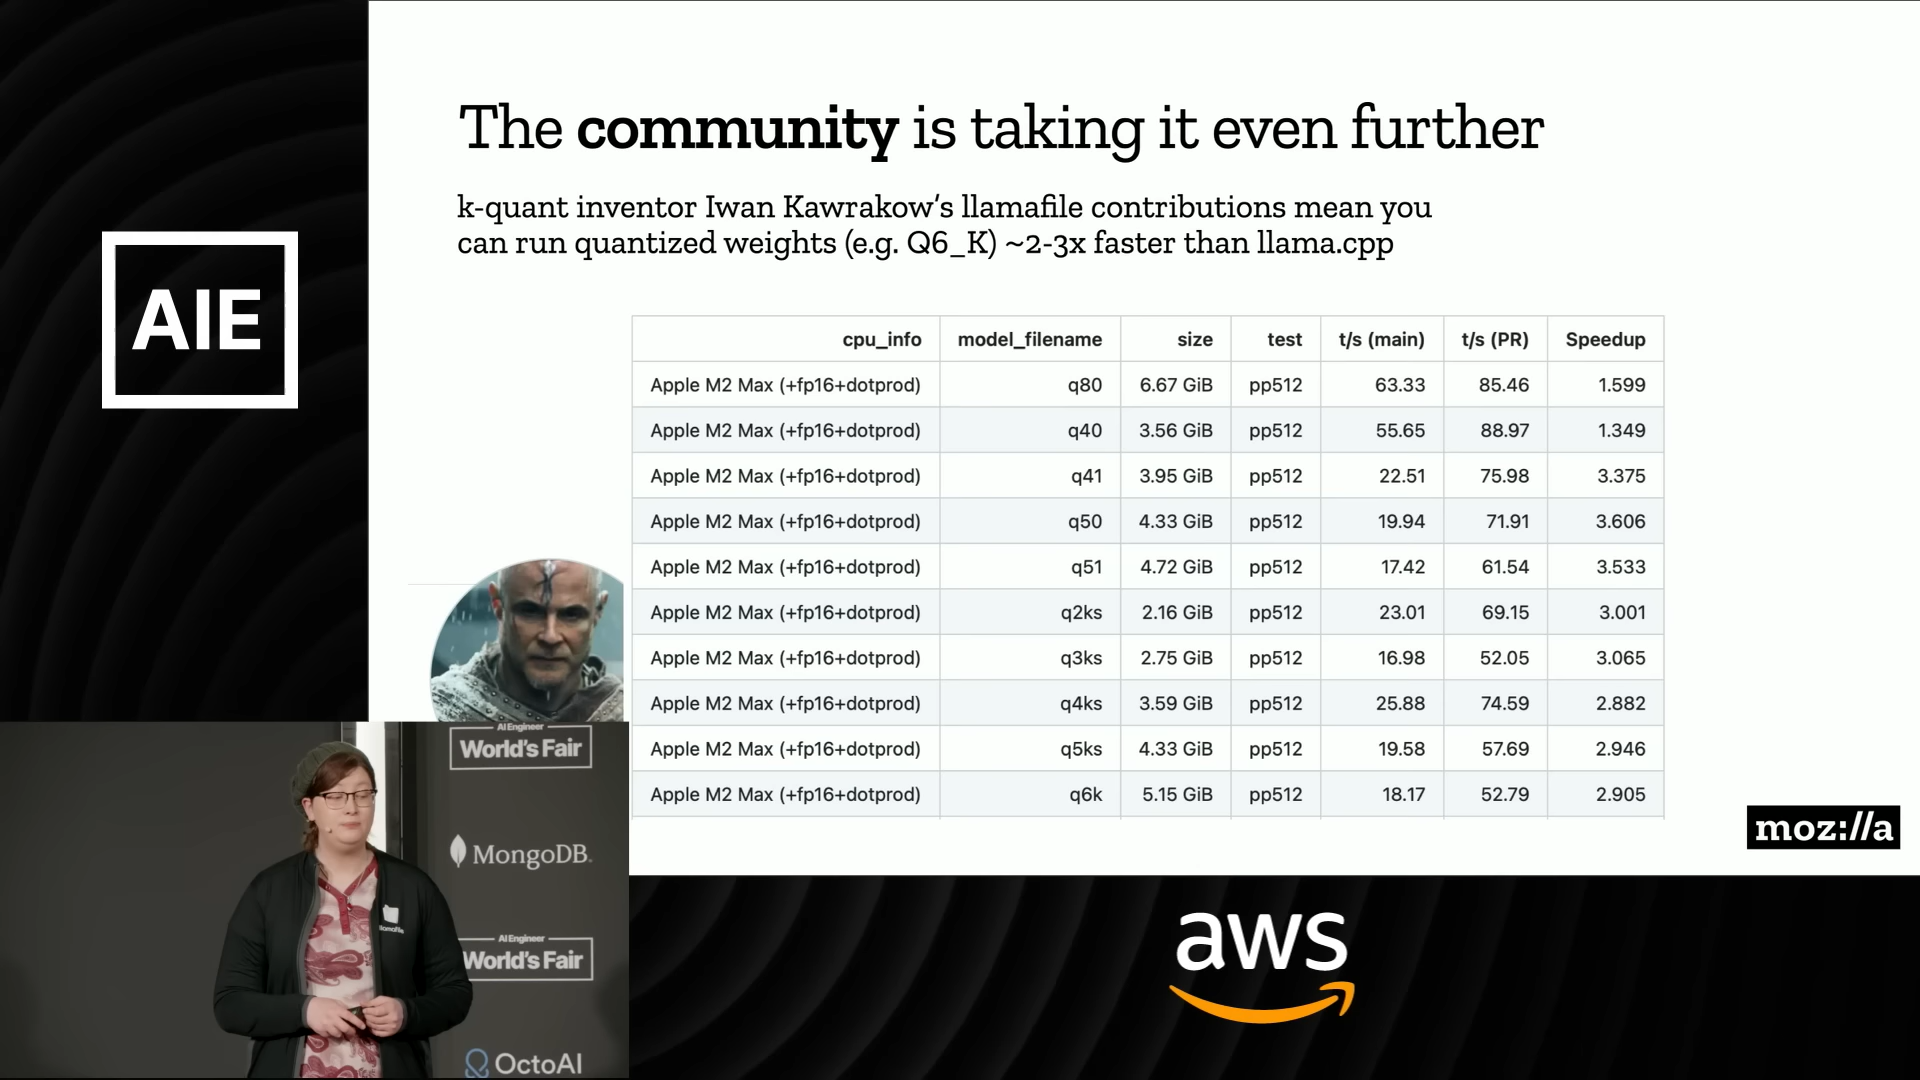 The community is taking it even further
k-quant inventor Iwan Kawrakow's llamafile contributions mean you
can run quantized weights (e.g. Q6_K) ~2-3x faster than llama.cpp
AIE
cpu_info model_filename size test t/s (main) t/s (PR) Speedup
Apple M2 Max (+fp16+dotprod) q80 6.67 GiB pp512 63.33 85.46 1.599
Apple M2 Max (+fp16+dotprod) q40 3.56 GiB pp512 55.65 88.97 1.349
Apple M2 Max (+fp16+dotprod) q41 3.95 GiB pp512 22.51 75.98 3.375
Apple M2 Max (+fp16+dotprod) q50 4.33 GiB pp512 19.94 71.91 3.606
Apple M2 Max (+fp16+dotprod) q51 4.72 GiB pp512 17.42 61.54 3.533
Apple M2 Max (+fp16+dotprod) q2ks 2.16 GiB pp512 23.01 69.15 3.001
Apple M2 Max (+fp16+dotprod) q3ks 2.75 GiB pp512 16.98 52.05 3.065
Apple M2 Max (+fp16+dotprod) q4ks 3.59 GiB pp512 25.88 74.59 2.882
Apple M2 Max (+fp16+dotprod) q5ks 4.33 GiB pp512 19.58 57.69 2.946
Apple M2 Max (+fp16+dotprod) q6k 5.15 GiB pp512 18.17 52.79 2.905
moz://a
AI Engineer
World's Fair
MongoDB.
llamafile
AI Engineer
World's Fair
OctoAI
aws